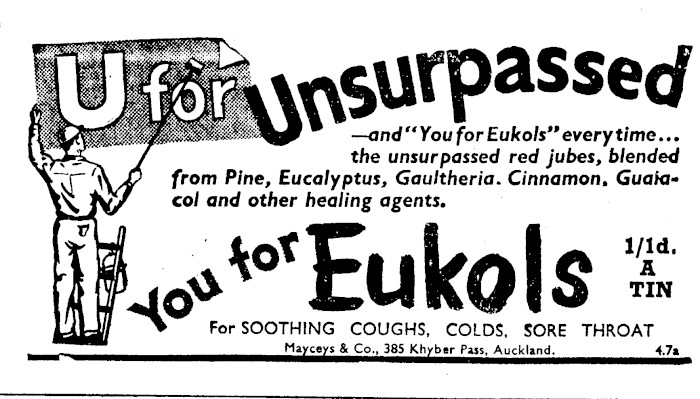 U for Unsurpassed
—and "You for Eukols" every time...
the unsurpassed red jubes, blended
from Pine, Eucalyptus, Gaultheria. Cinnamon, Guaia-
col and other healing agents.
You for Eukols
1/1d.
A
TIN
For SOOTHING COUGHS, COLDS, SORE THROAT
Mayceys & Co., 385 Khyber Pass, Auckland.
4.7a